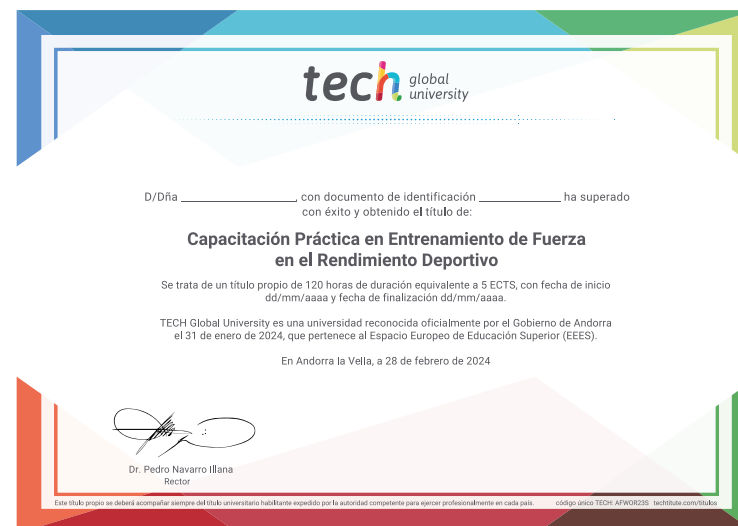 tech global university
D/Dña ____________________, con documento de identificación ______________ ha superado
con éxito y obtenido el título de:
Capacitación Práctica en Entrenamiento de Fuerza
en el Rendimiento Deportivo
Se trata de un título propio de 120 horas de duración equivalente a 5 ECTS, con fecha de inicio
dd/mm/aaaa y fecha de finalización dd/mm/aaaa.
TECH Global University es una universidad reconocida oficialmente por el Gobierno de Andorra
el 31 de enero de 2024, que pertenece al Espacio Europeo de Educación Superior (EEES).
En Andorra la Vella, a 28 de febrero de 2024
Dr. Pedro Navarro Illana
Rector
Este título propio se deberá acompañar siempre del título universitario habilitante expedido por la autoridad competente para ejercer profesionalmente en cada país. código único TECH: AFWOR23S techtitute.com/titulos